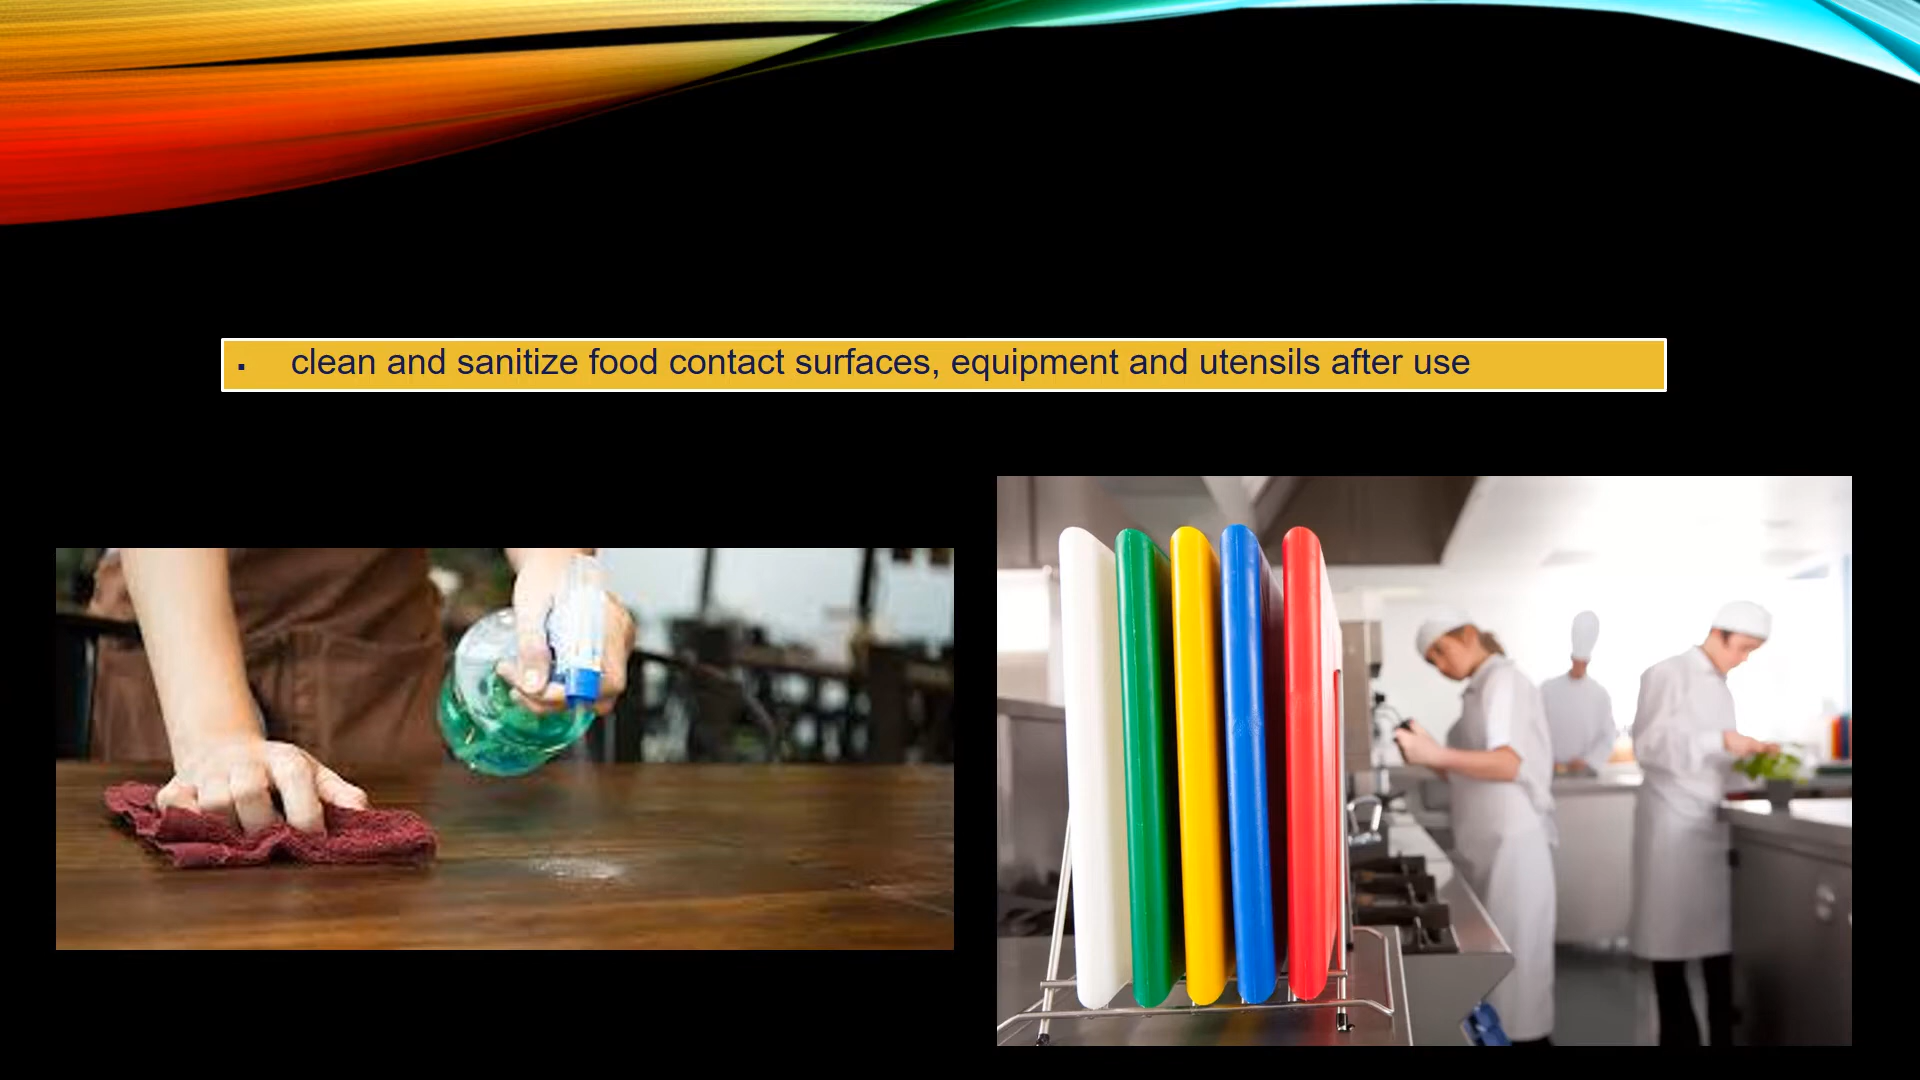 ▪ clean and sanitize food contact surfaces, equipment and utensils after use